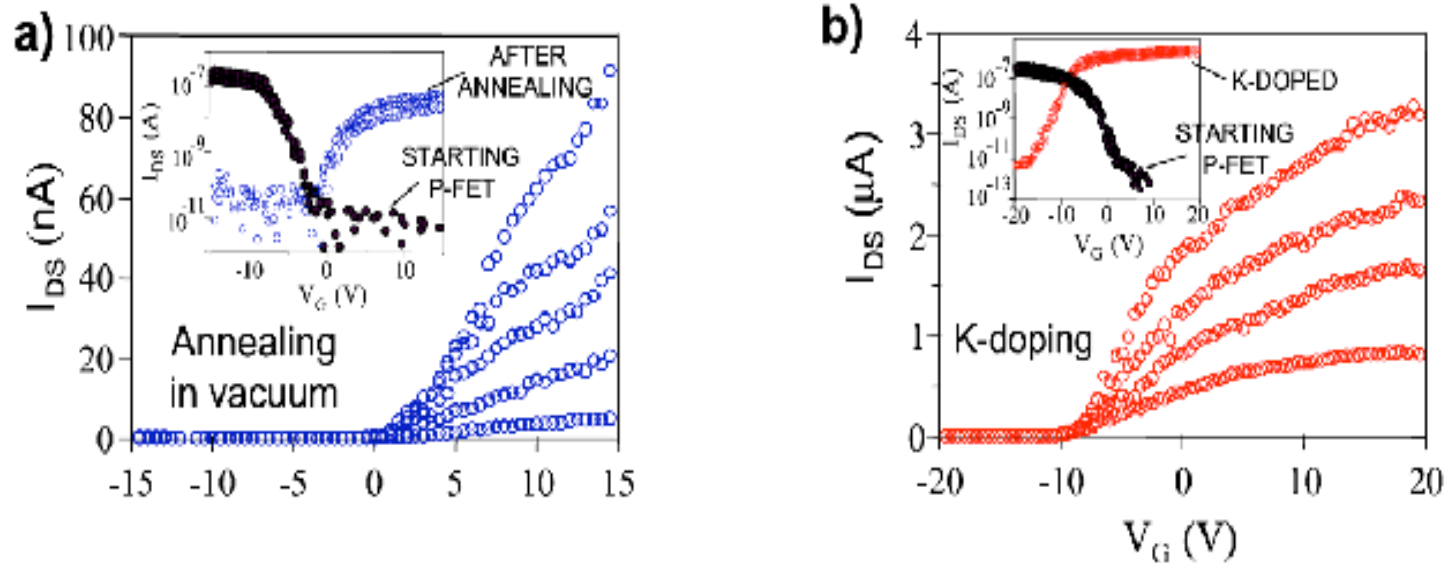 a)
I_DS (nA)
100
80
60
40
20
0
-15 -10 -5 0 5 10 15
Annealing
in vacuum
I_DS (A)
10^-7
10^-9
10^-11
-10 0 10
V_G (V)
AFTER
ANNEALING
STARTING
P-FET
b)
I_DS (µA)
4
3
2
1
0
-20 -10 0 10 20
V_G (V)
K-doping
I_DS (A)
10^-7
10^-9
10^-11
10^-13
-20 -10 0 10 20
V_G (V)
K-DOPED
STARTING
P-FET